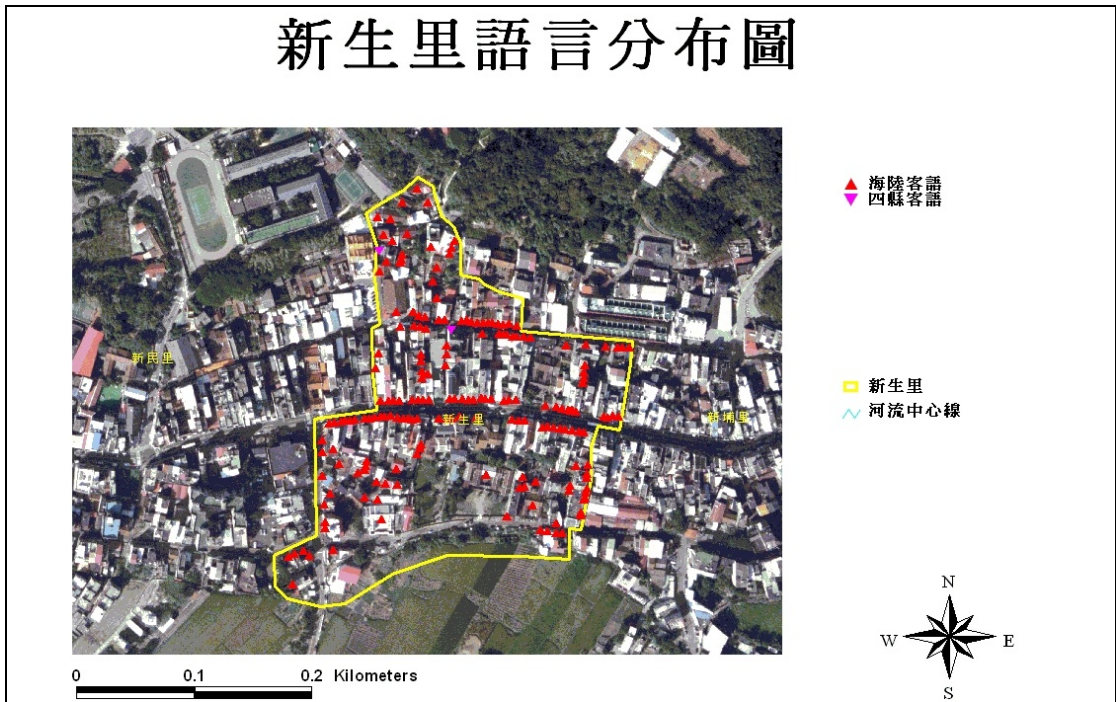 新生里語言分布圖
海陸客語
四縣客語
新民里
新生里
新埔里
新生里
河流中心線
0 0.1 0.2 Kilometers
N
W E
S